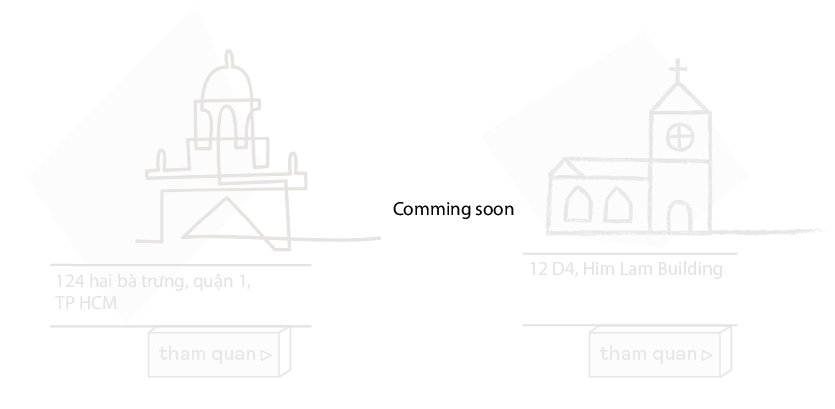 Comming soon
124 hai bà trưng, quận 1,
TP HCM
tham quan
12 D4, Him Lam Building
tham quan